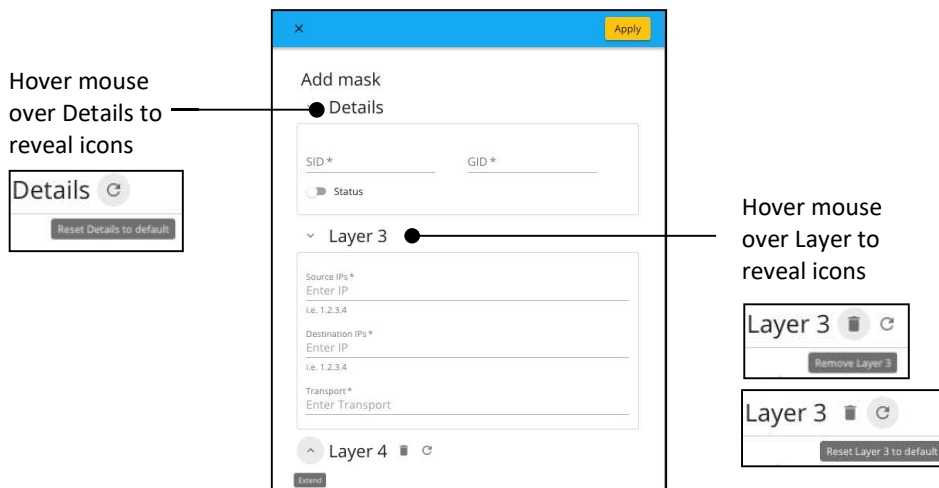 Apply
Add mask
Details
SID *
GID *
Status
Layer 3
Source IPs *
Enter IP
i.e. 1.2.3.4
Destination IPs *
Enter IP
i.e. 1.2.3.4
Transport *
Enter Transport
Layer 4
Extend
Hover mouse
over Details to
reveal icons
Details
Reset Details to default
Hover mouse
over Layer to
reveal icons
Layer 3
Remove Layer 3
Layer 3
Reset Layer 3 to default